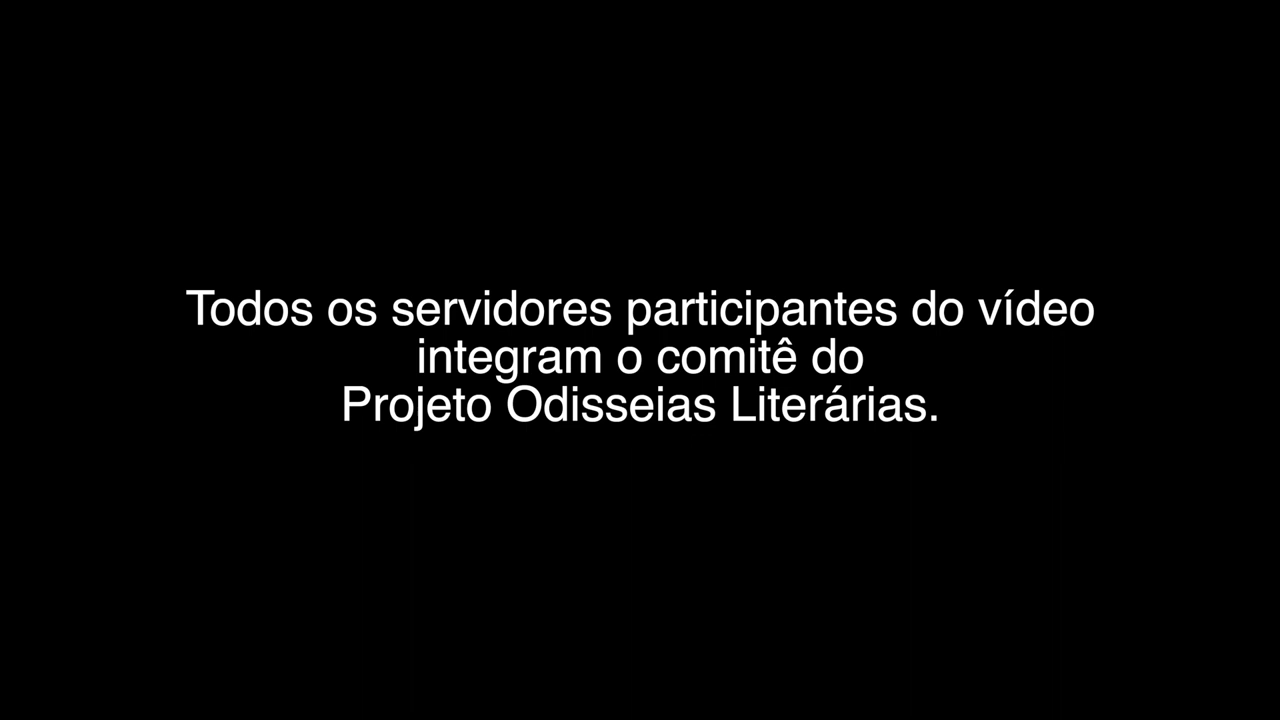 Todos os servidores participantes do vídeo
integram o comitê do
Projeto Odisseias Literárias.